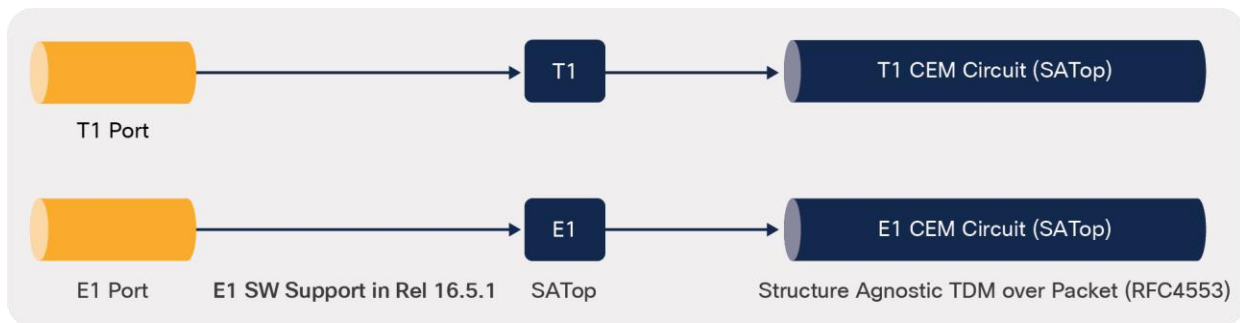 T1
T1 CEM Circuit (SATop)
T1 Port
E1
E1 CEM Circuit (SATop)
E1 Port
E1 SW Support in Rel 16.5.1
SATop
Structure Agnostic TDM over Packet (RFC4553)